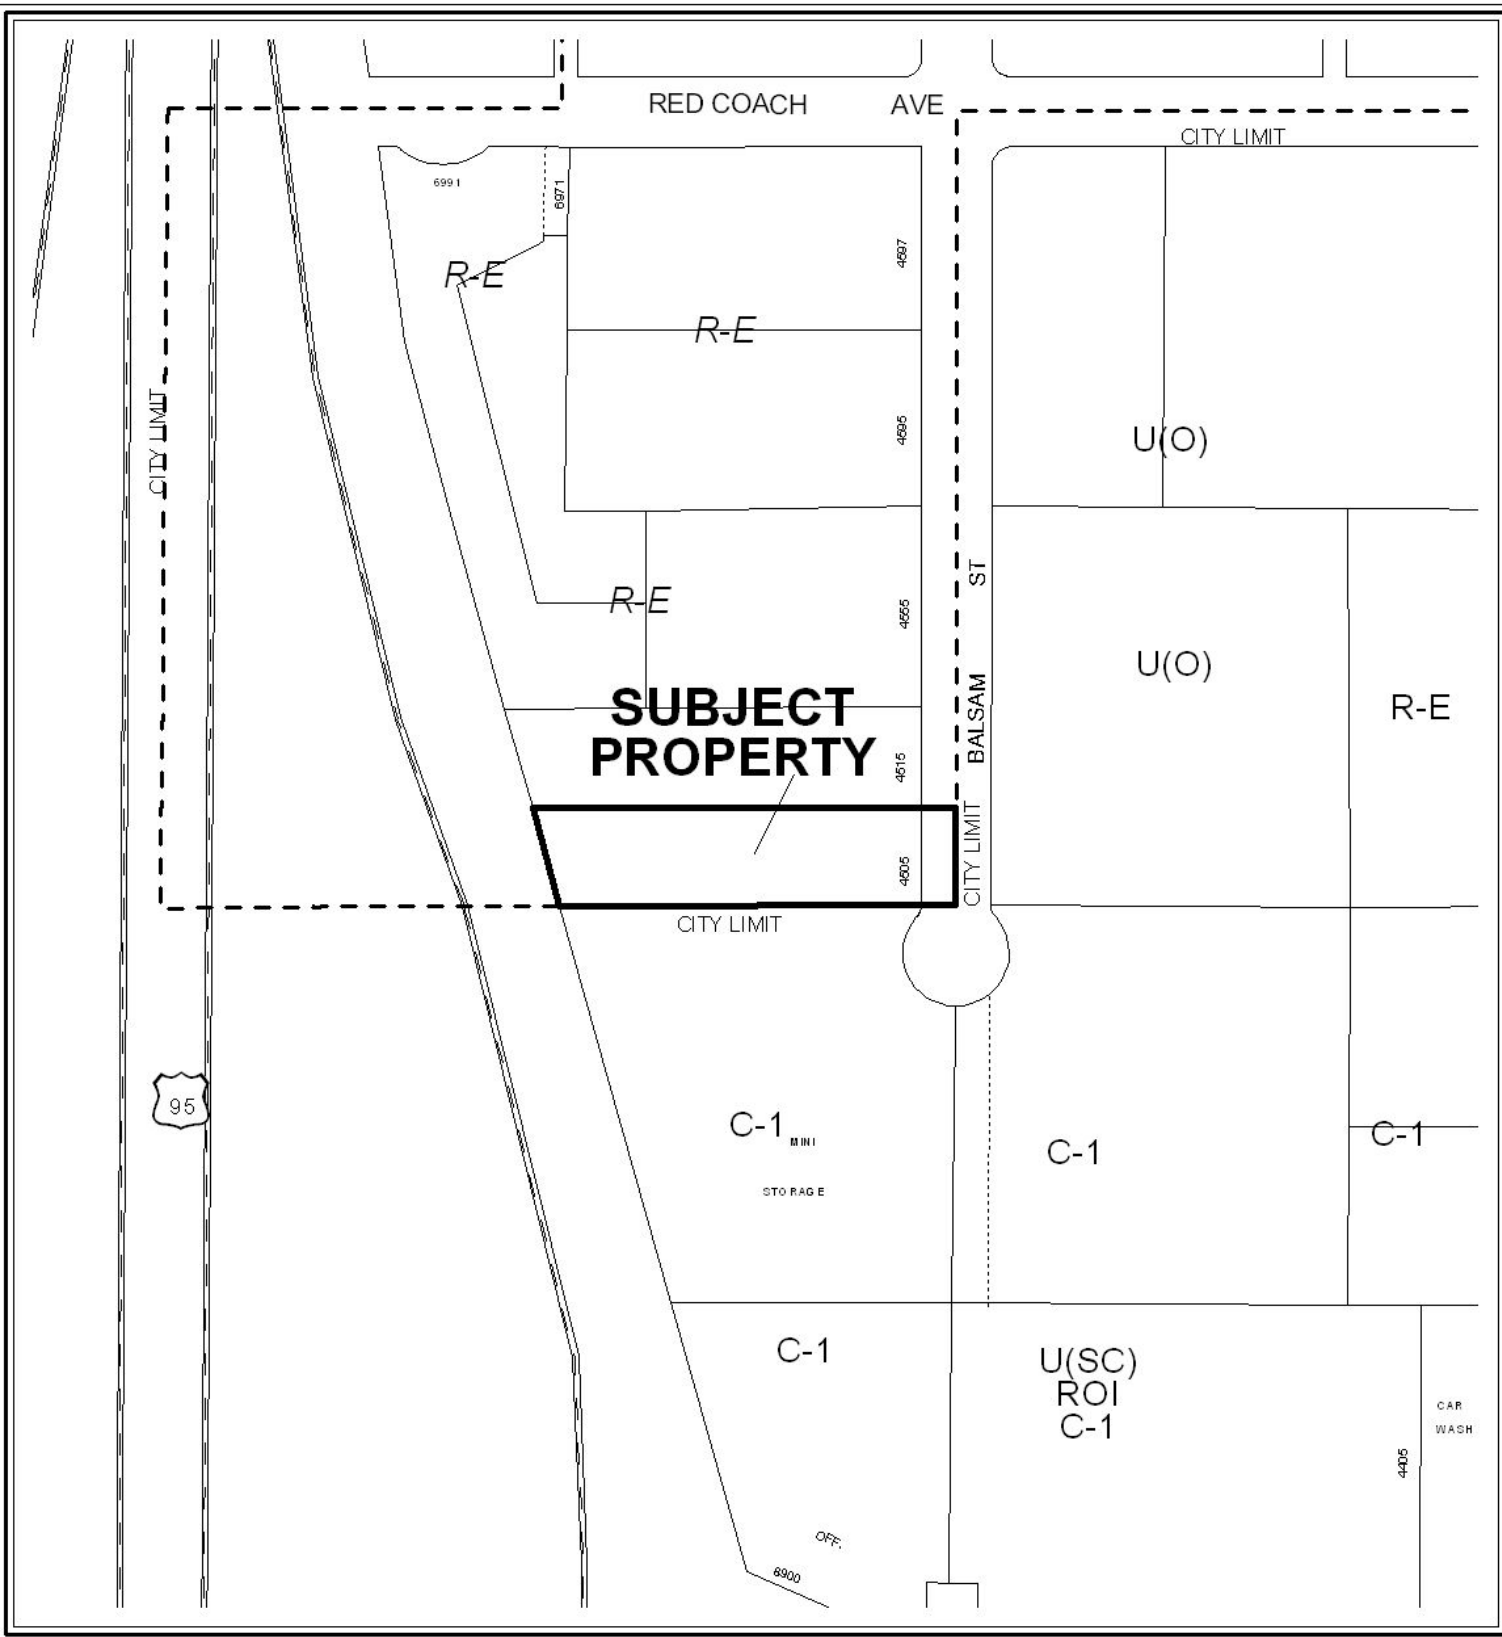 RED COACH AVE
CITY LIMIT
6991
6971
R-E
4597
R-E
CITY LIMIT
4595
U(O)
ST
R-E
4555
U(O)
BALSAM
R-E
SUBJECT
PROPERTY
4515
CITY LIMIT
4505
CITY LIMIT
95
C-1
MINI
C-1
C-1
STORAGE
C-1
U(SC)
ROI
C-1
CAR
WASH
4405
OFF.
6900